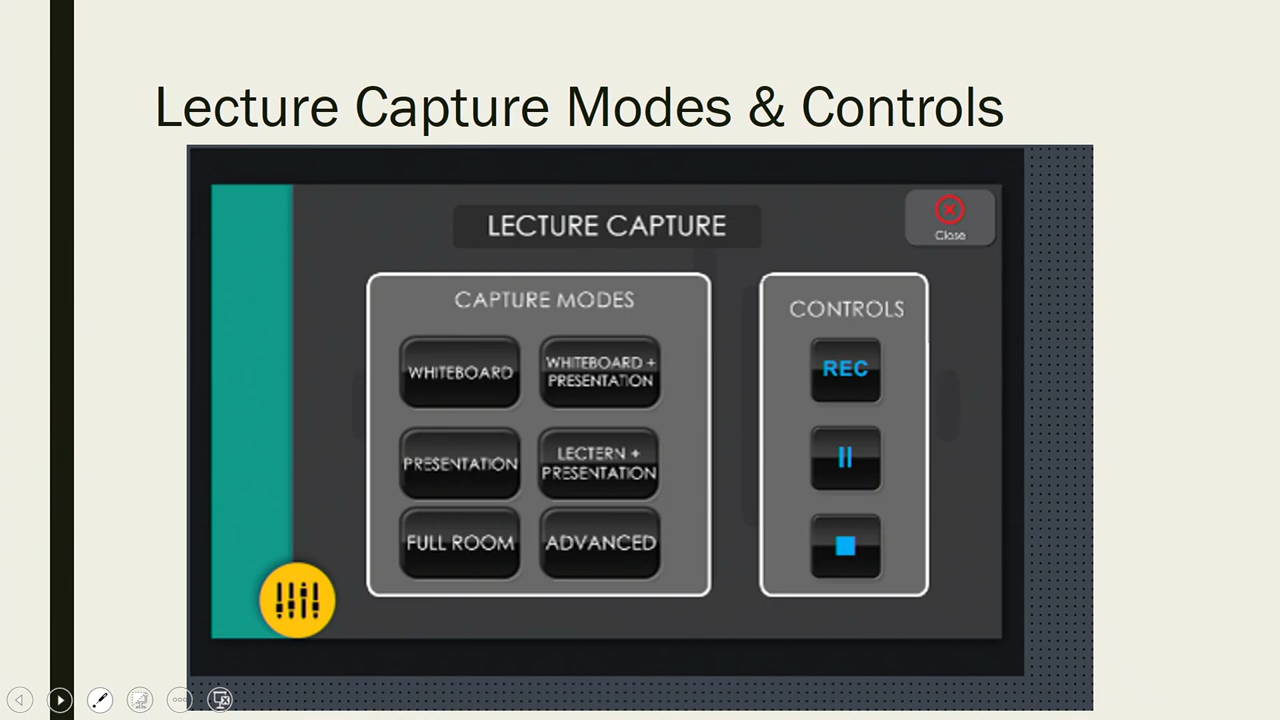 Lecture Capture Modes & Controls
LECTURE CAPTURE
Close
CAPTURE MODES
WHITEBOARD
WHITEBOARD +
PRESENTATION
PRESENTATION
LECTERN +
PRESENTATION
FULL ROOM
ADVANCED
CONTROLS
REC